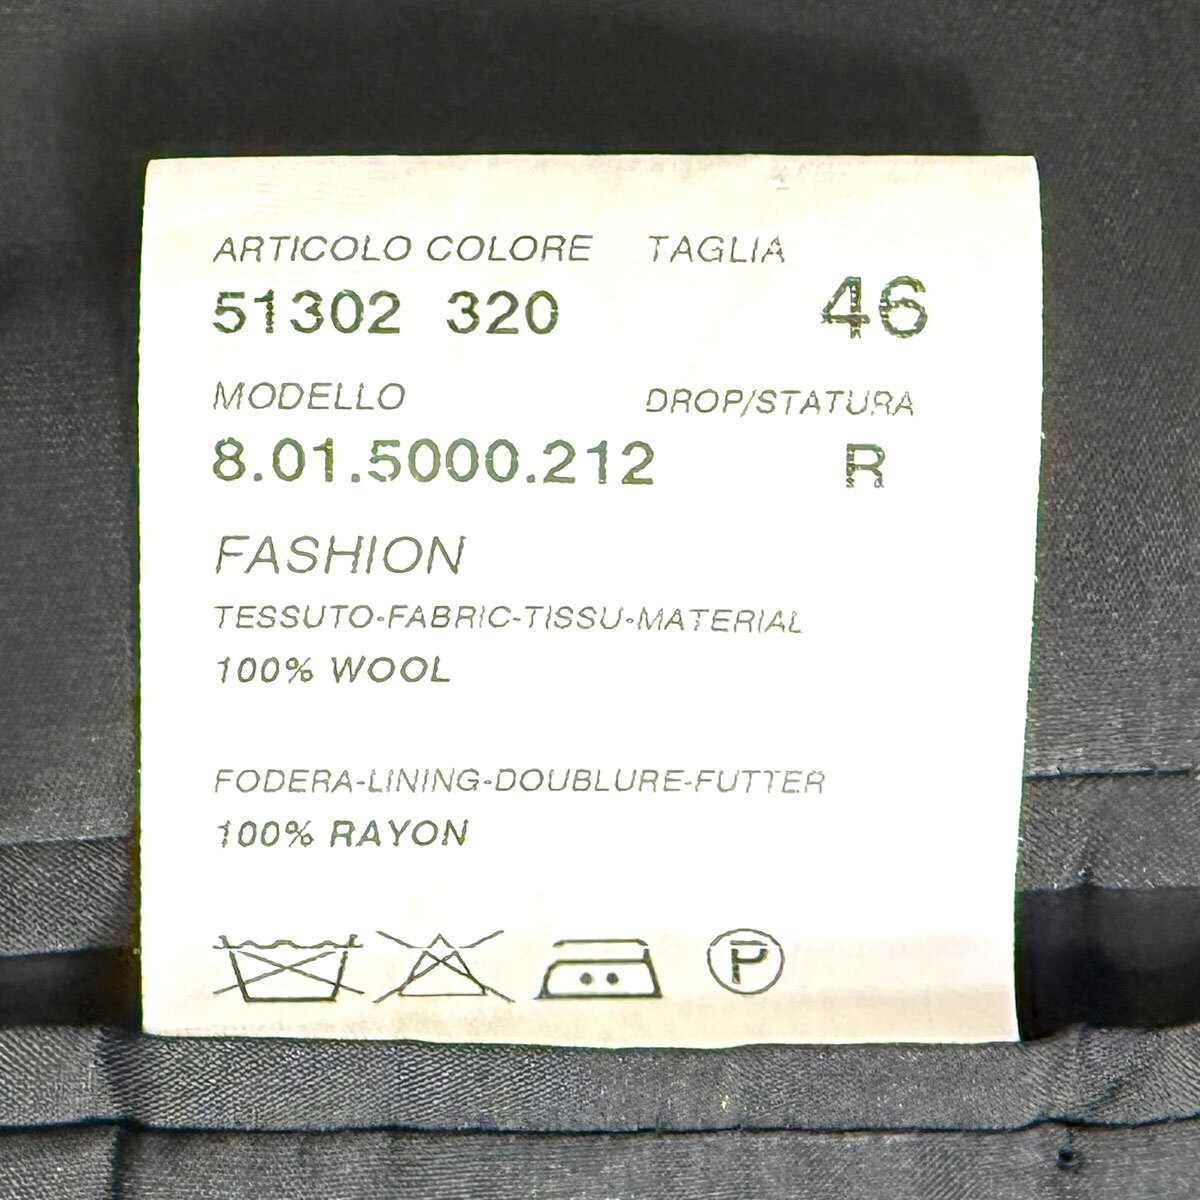 ARTICOLO COLORE TAGLIA
51302 320 46
MODELLO DROP/STATURA
8.01.5000.212 R
FASHION
TESSUTO-FABRIC-TISSU-MATERIAL
100% WOOL
FODERA-LINING-DOUBLURE-FUTTER
100% RAYON
P